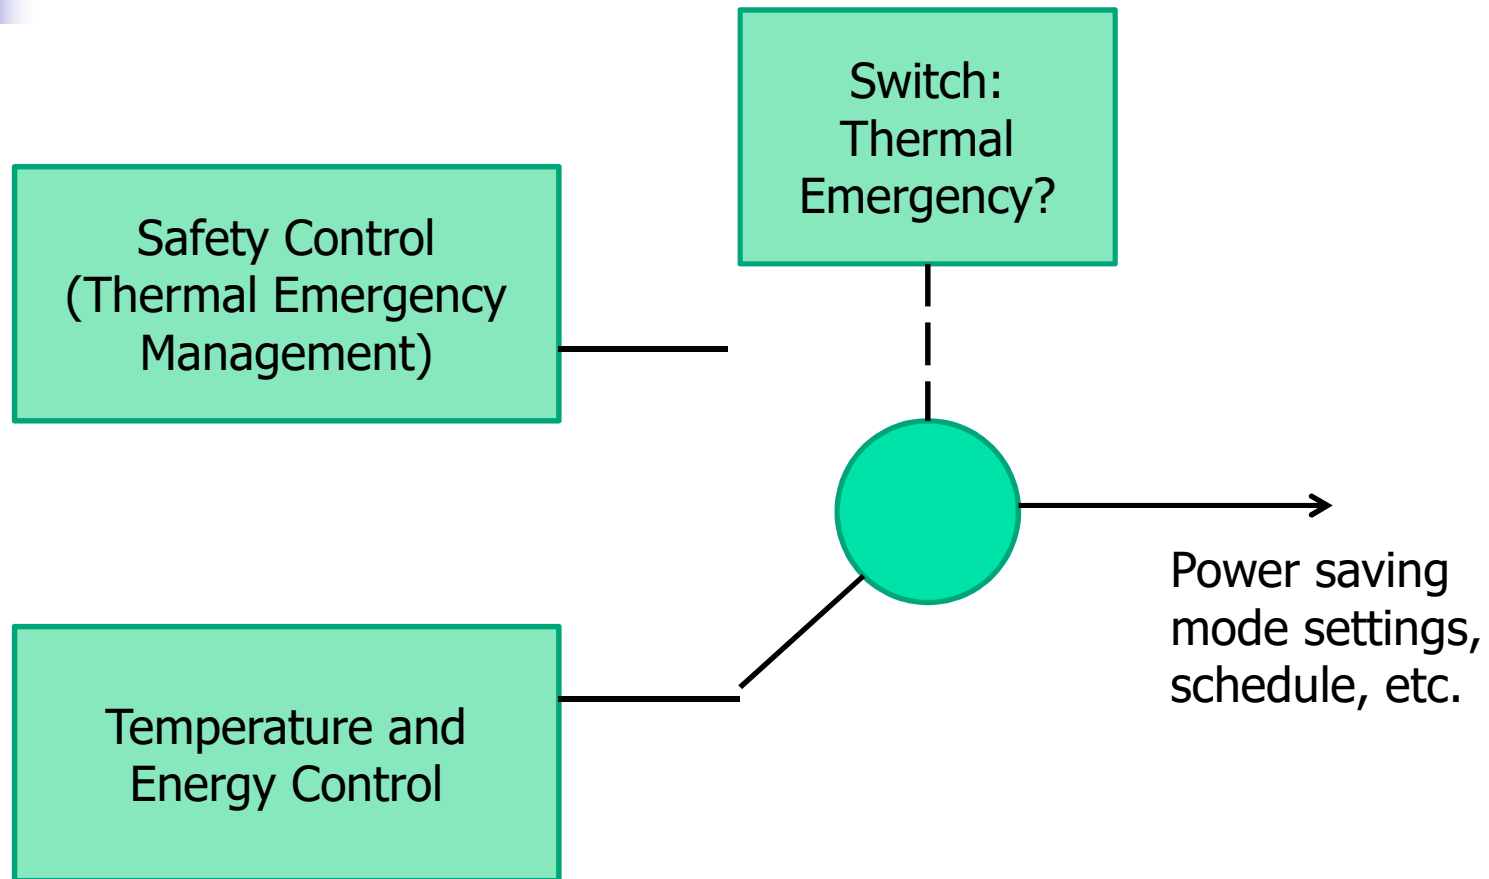 Switch:
Thermal
Emergency?
Safety Control
(Thermal Emergency
Management)
Power saving
mode settings,
schedule, etc.
Temperature and
Energy Control